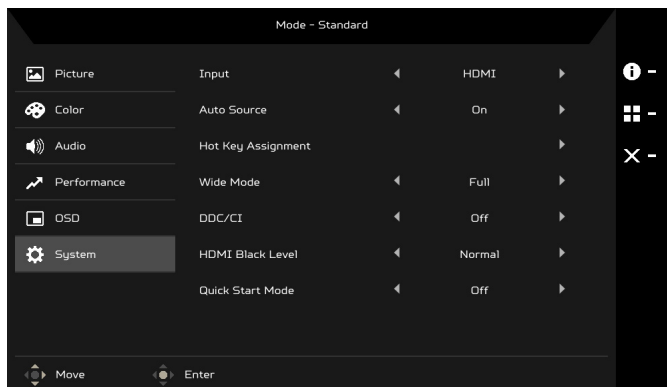 Mode - Standard
Picture
Input
HDMI
Color
Auto Source
On
Audio
Hot Key Assignment
Performance
Wide Mode
Full
OSD
DDC/CI
Off
System
HDMI Black Level
Normal
Quick Start Mode
Off
Move
Enter